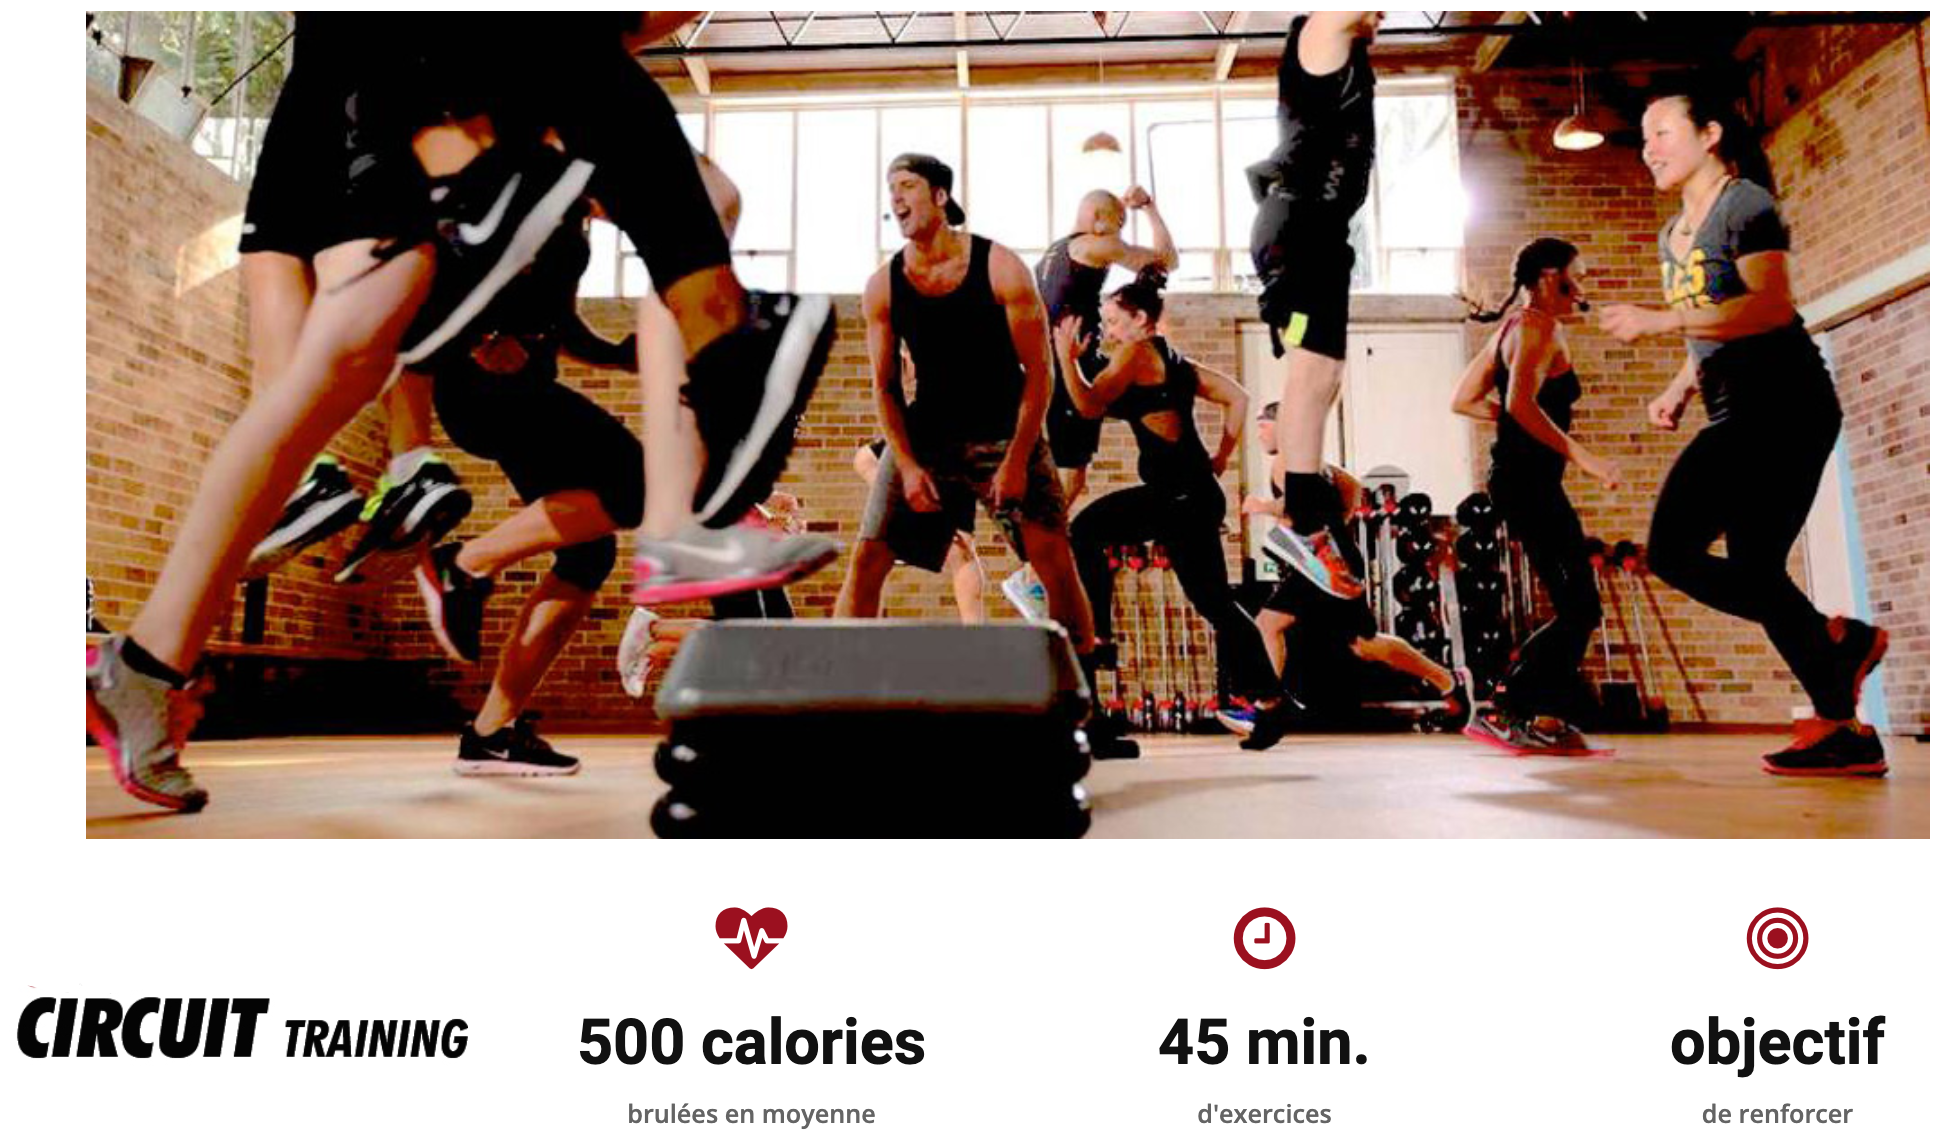 CIRCUIT TRAINING
500 calories
brulées en moyenne
45 min.
d'exercices
objectif
de renforcer